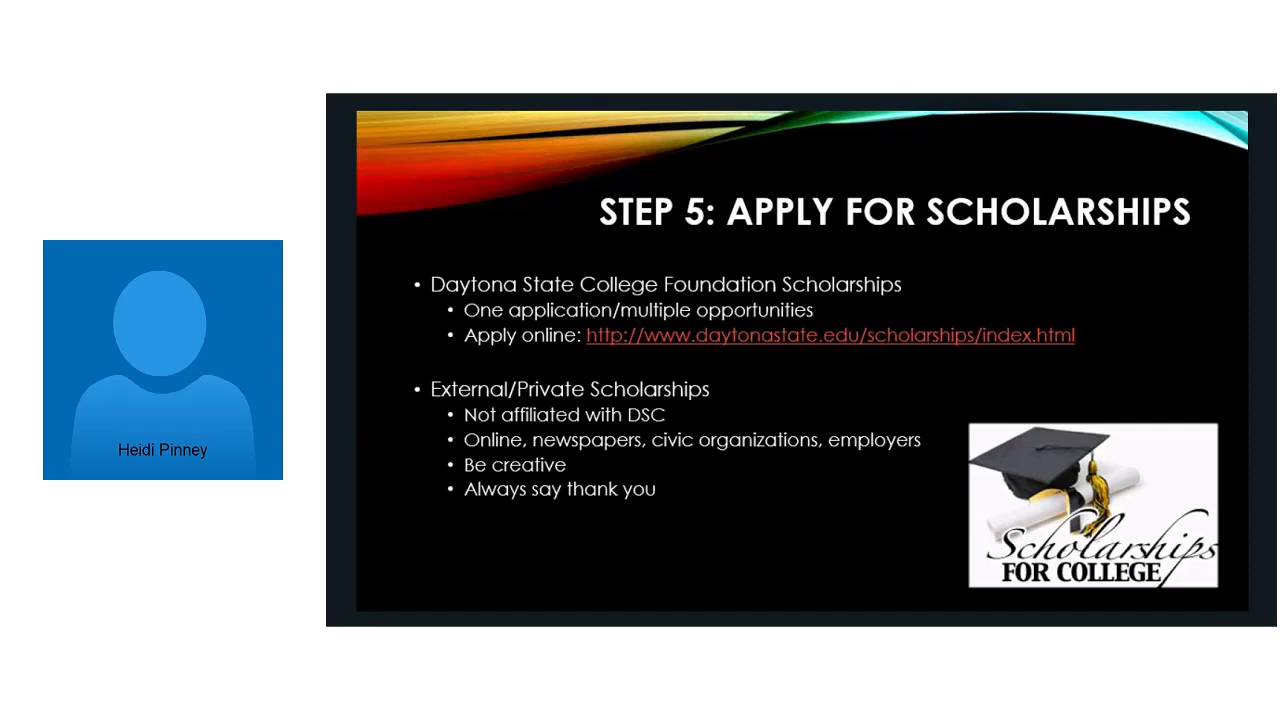 Heidi Pinney
STEP 5: APPLY FOR SCHOLARSHIPS
• Daytona State College Foundation Scholarships
• One application/multiple opportunities
• Apply online: http://www.daytonastate.edu/scholarships/index.html
• External/Private Scholarships
• Not affiliated with DSC
• Online, newspapers, civic organizations, employers
• Be creative
• Always say thank you
Scholarships
FOR COLLEGE